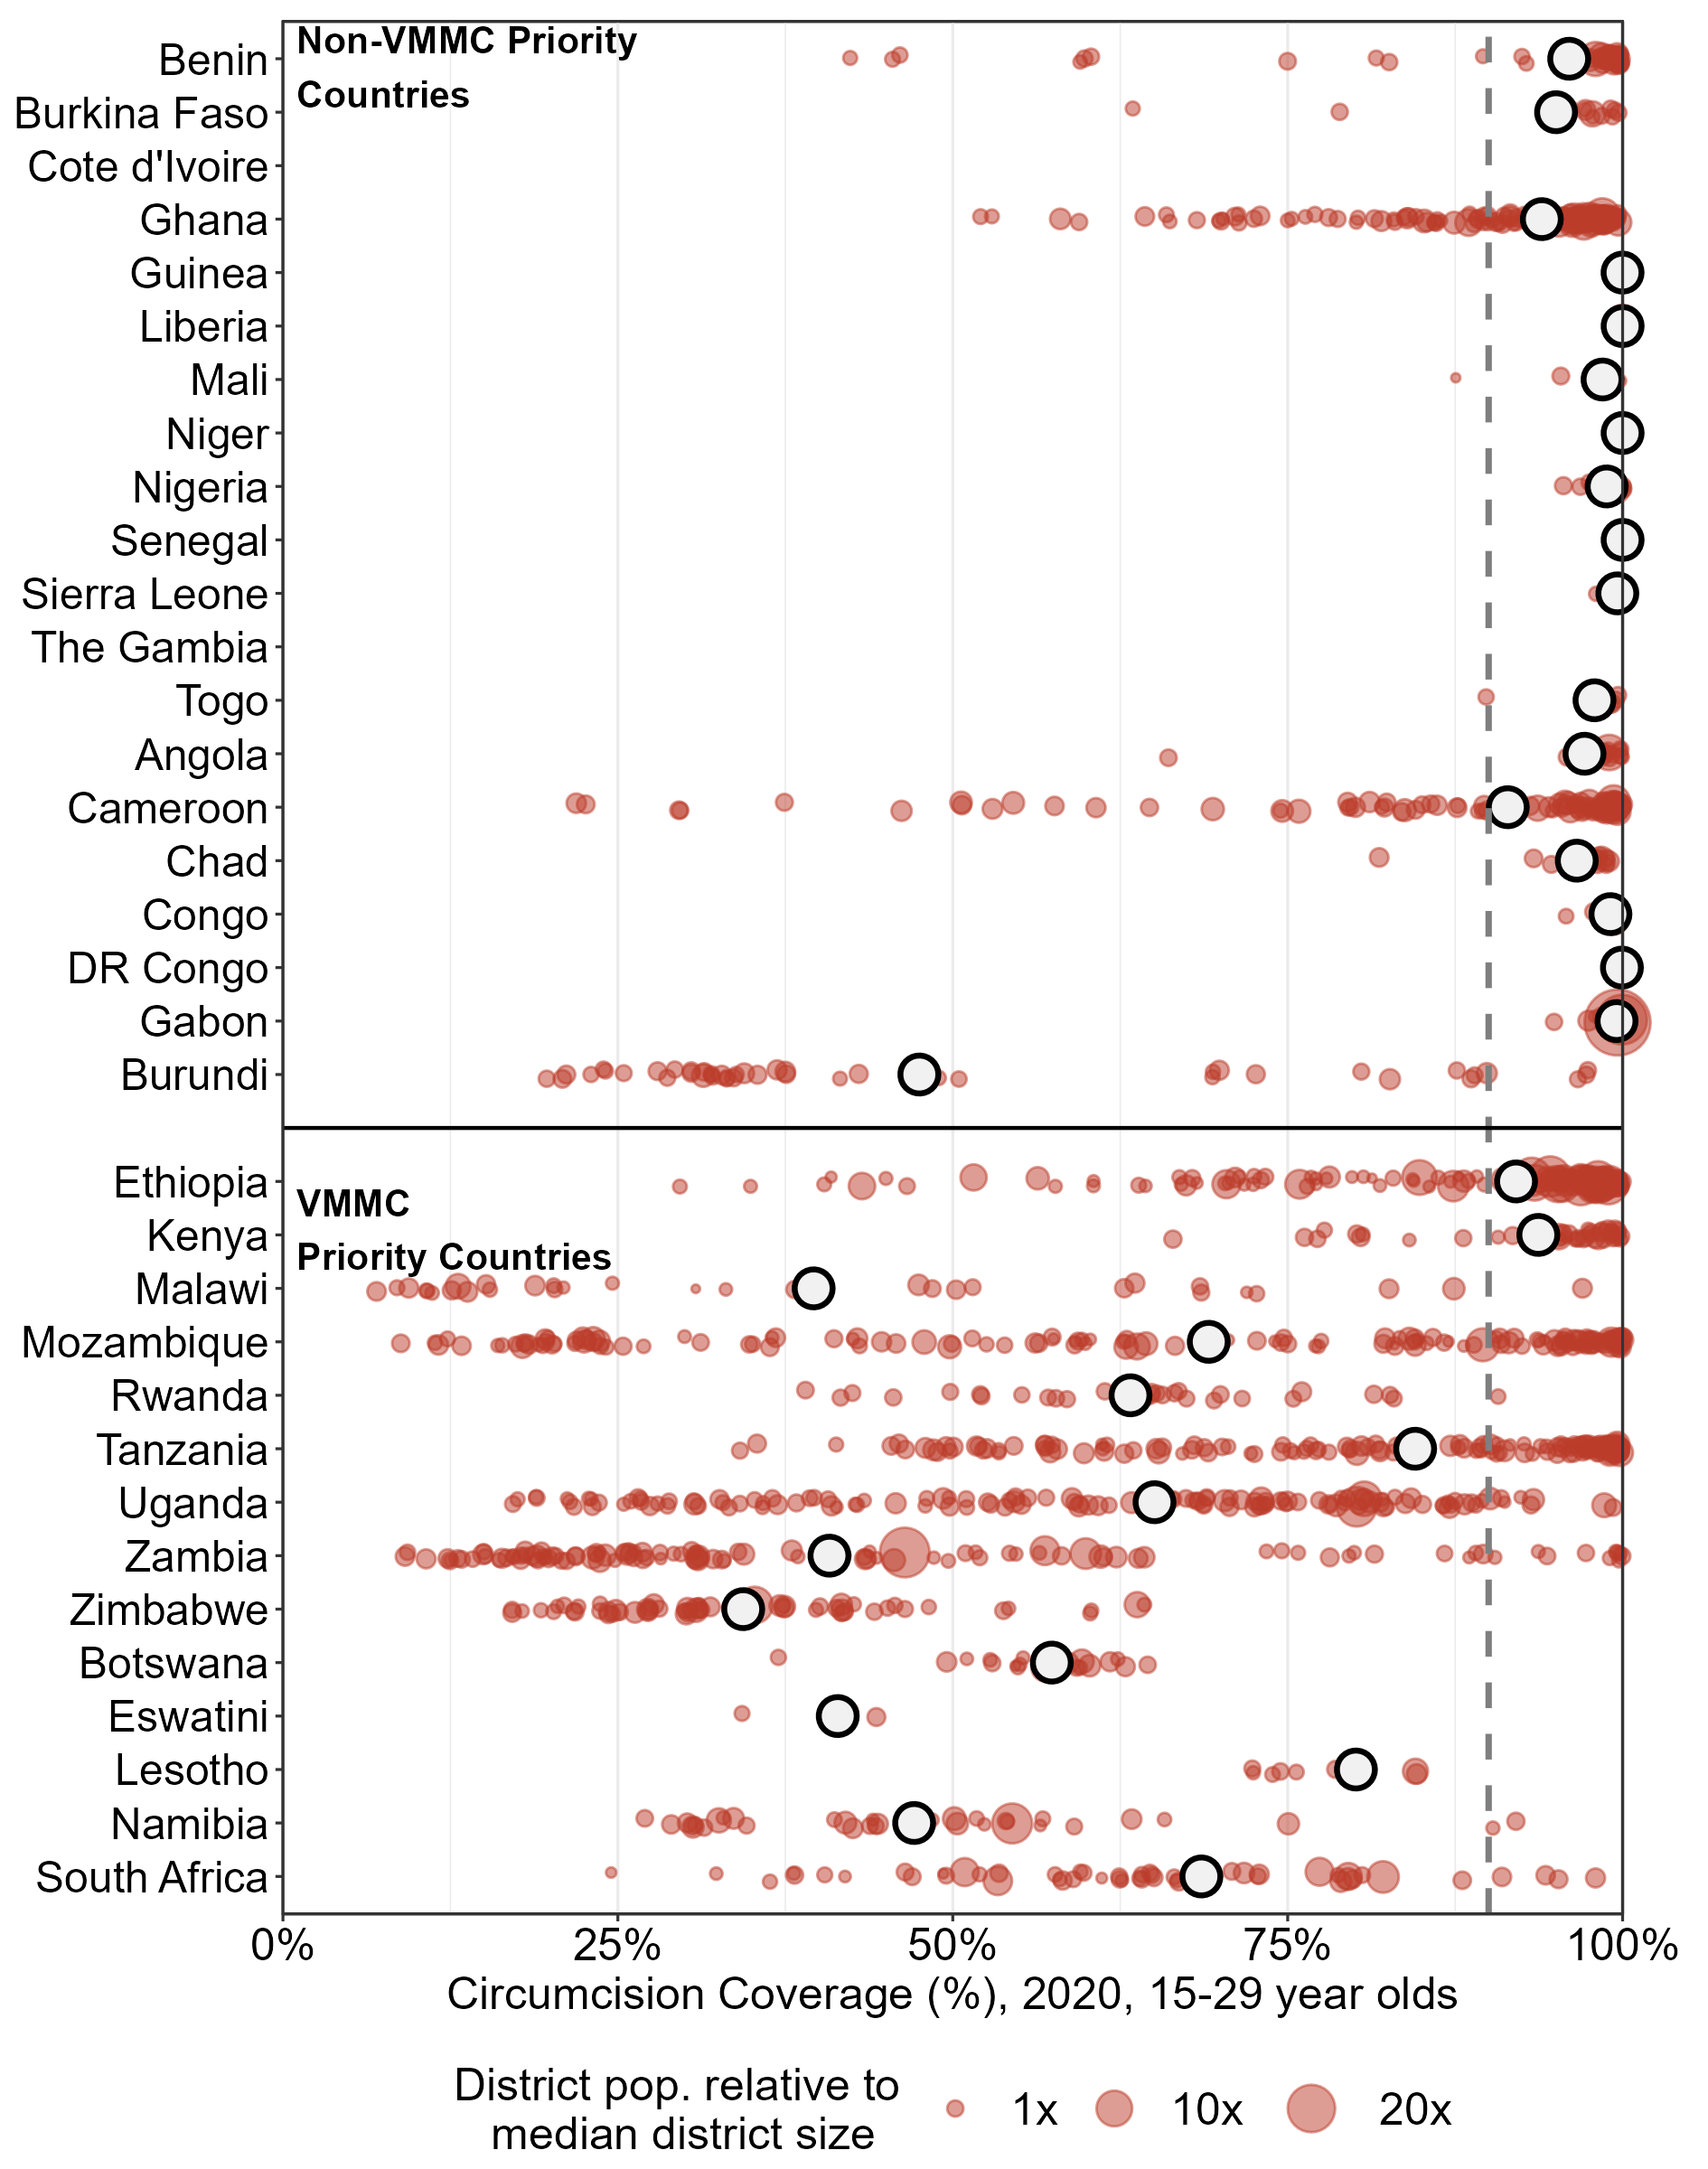 Non-VMMC Priority
Countries
Benin
Burkina Faso
Cote d'Ivoire
Ghana
Guinea
Liberia
Mali
Niger
Nigeria
Senegal
Sierra Leone
The Gambia
Togo
Angola
Cameroon
Chad
Congo
DR Congo
Gabon
Burundi
VMMC
Priority Countries
Ethiopia
Kenya
Malawi
Mozambique
Rwanda
Tanzania
Uganda
Zambia
Zimbabwe
Botswana
Eswatini
Lesotho
Namibia
South Africa
0% 25% 50% 75% 100%
Circumcision Coverage (%), 2020, 15-29 year olds
District pop. relative to
median district size
1x 10x 20x